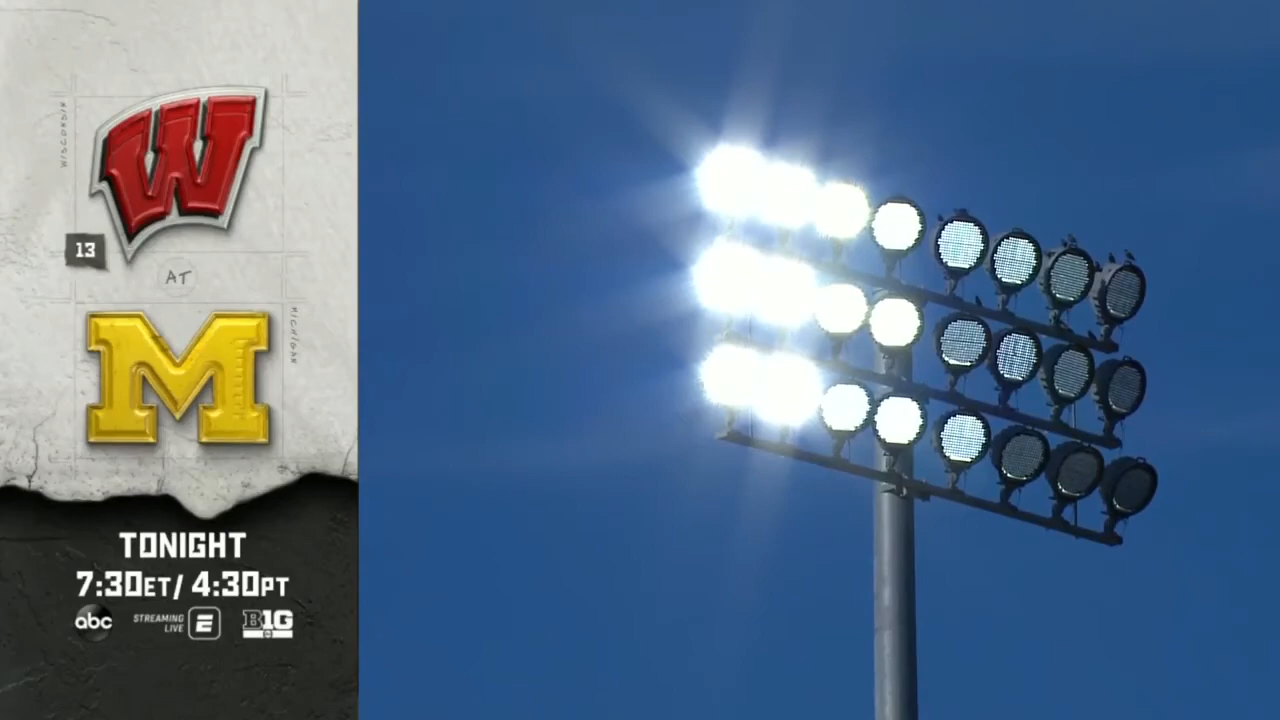 WISCONSIN
W
13
AT
M
MICHIGAN
TONIGHT
7:30ET/ 4:30PT
abc
STREAMING
LIVE
E
B1G